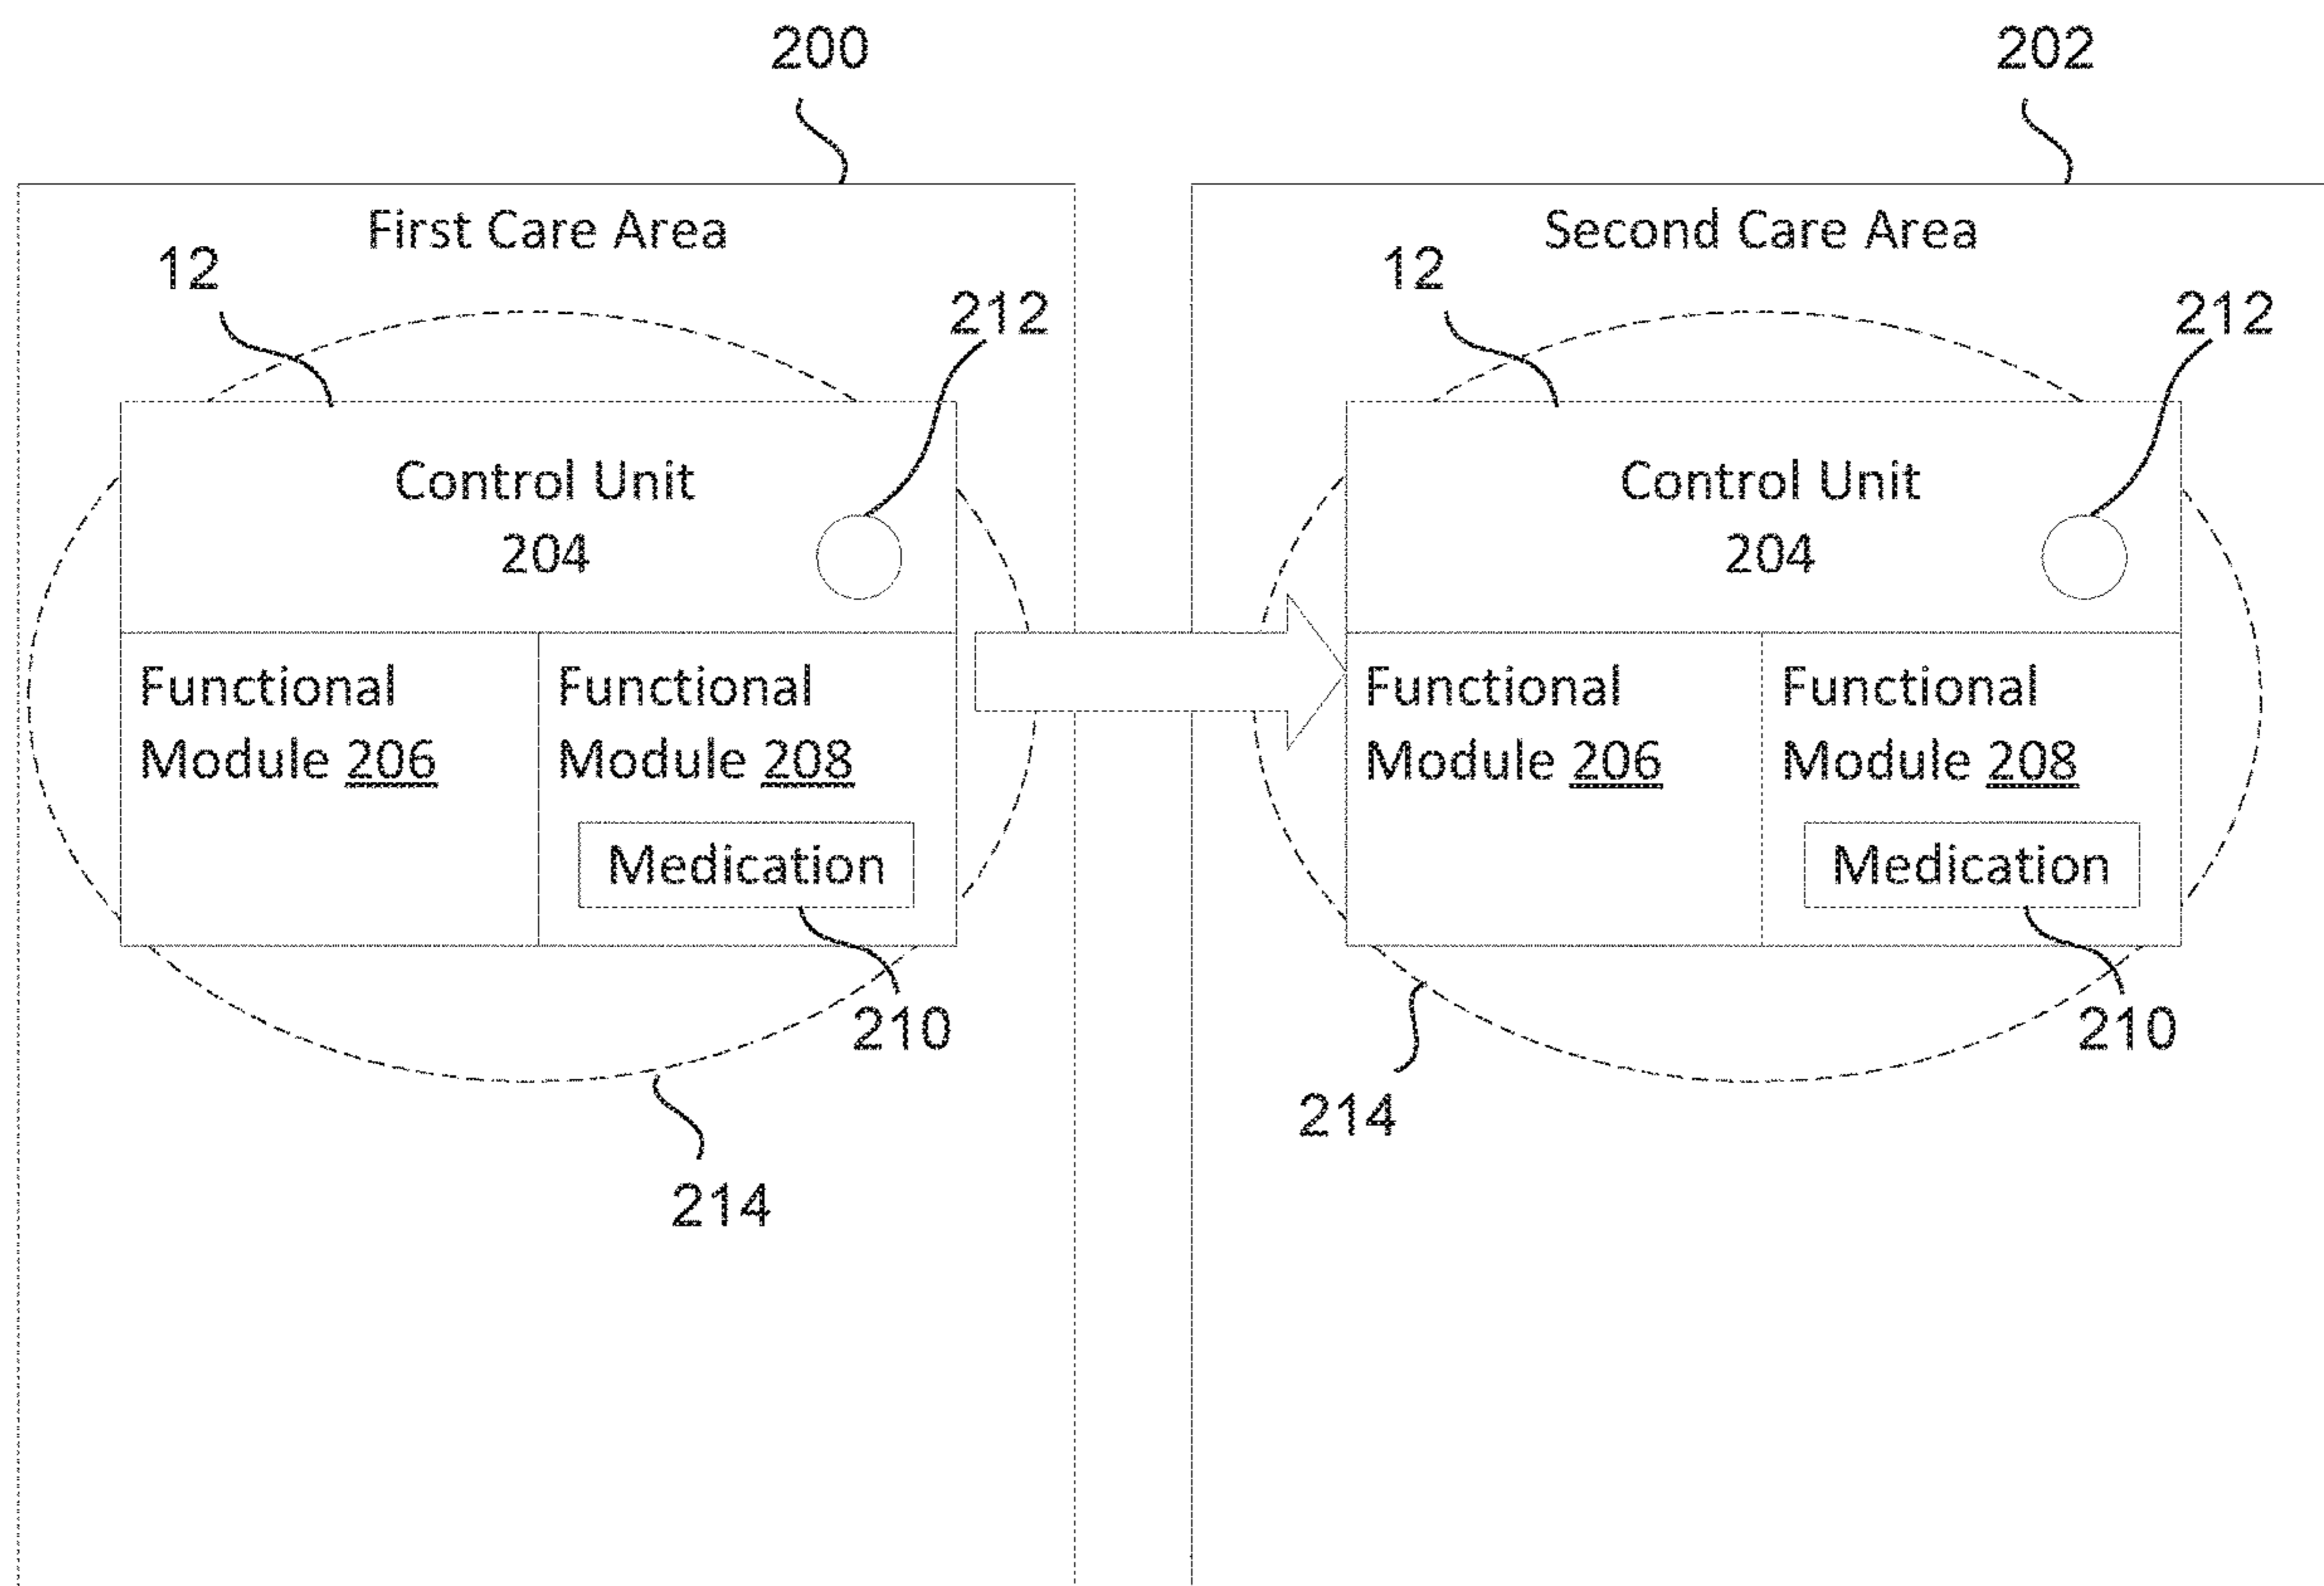 200
First Care Area
12
212
Control Unit
204
Functional
Module 206
Functional
Module 208
Medication
210
214
202
Second Care Area
12
212
Control Unit
204
Functional
Module 206
Functional
Module 208
Medication
210
214